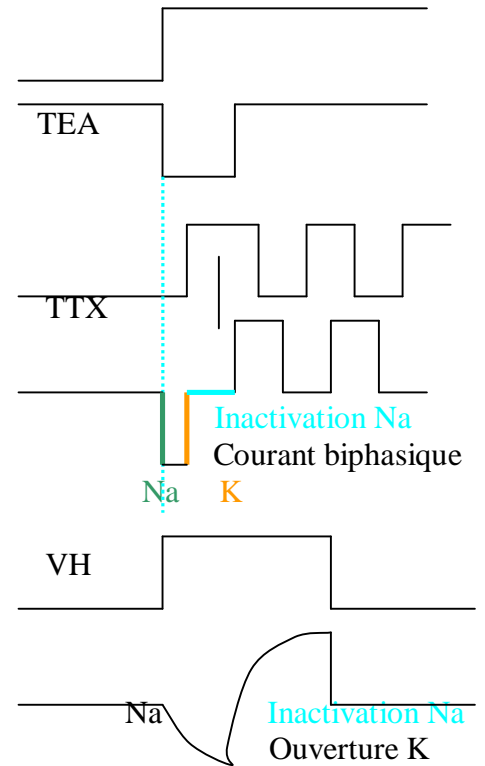 TEA
TTX
Inactivation Na
Courant biphasique
Na K
VH
Na Inactivation Na
Ouverture K